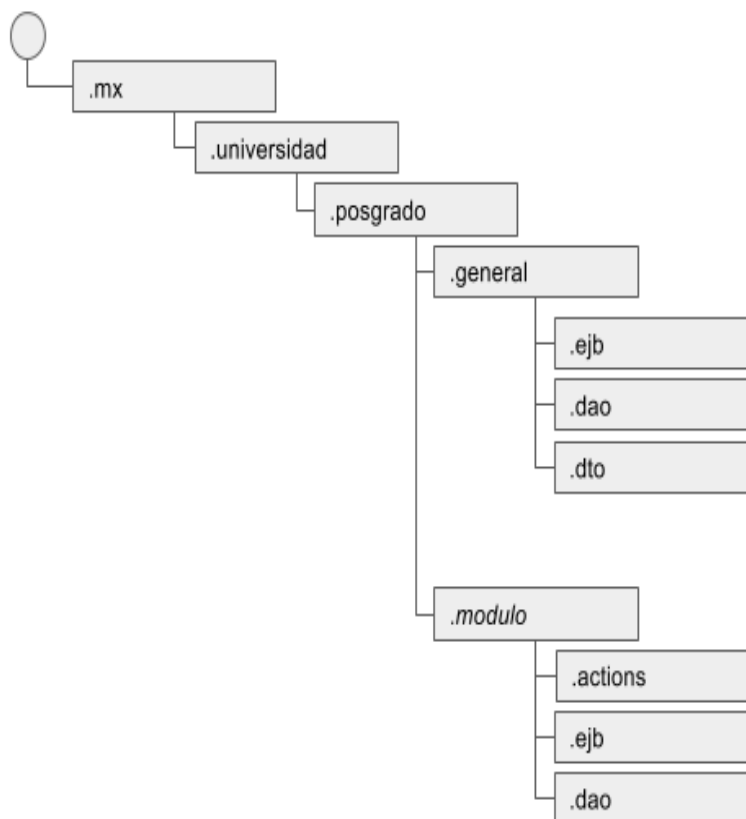 .mx
.universidad
.posgrado
.general
.ejb
.dao
.dto
.modulo
.actions
.ejb
.dao